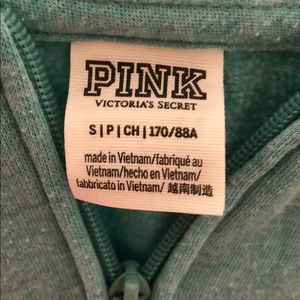 PINK
VICTORIA'S SECRET
S|P|CH|170/88A
made in Vietnam/fabriqué au
Vietnam/hecho en Vietnam/
fabbricato in Vietnam/ 越南制造